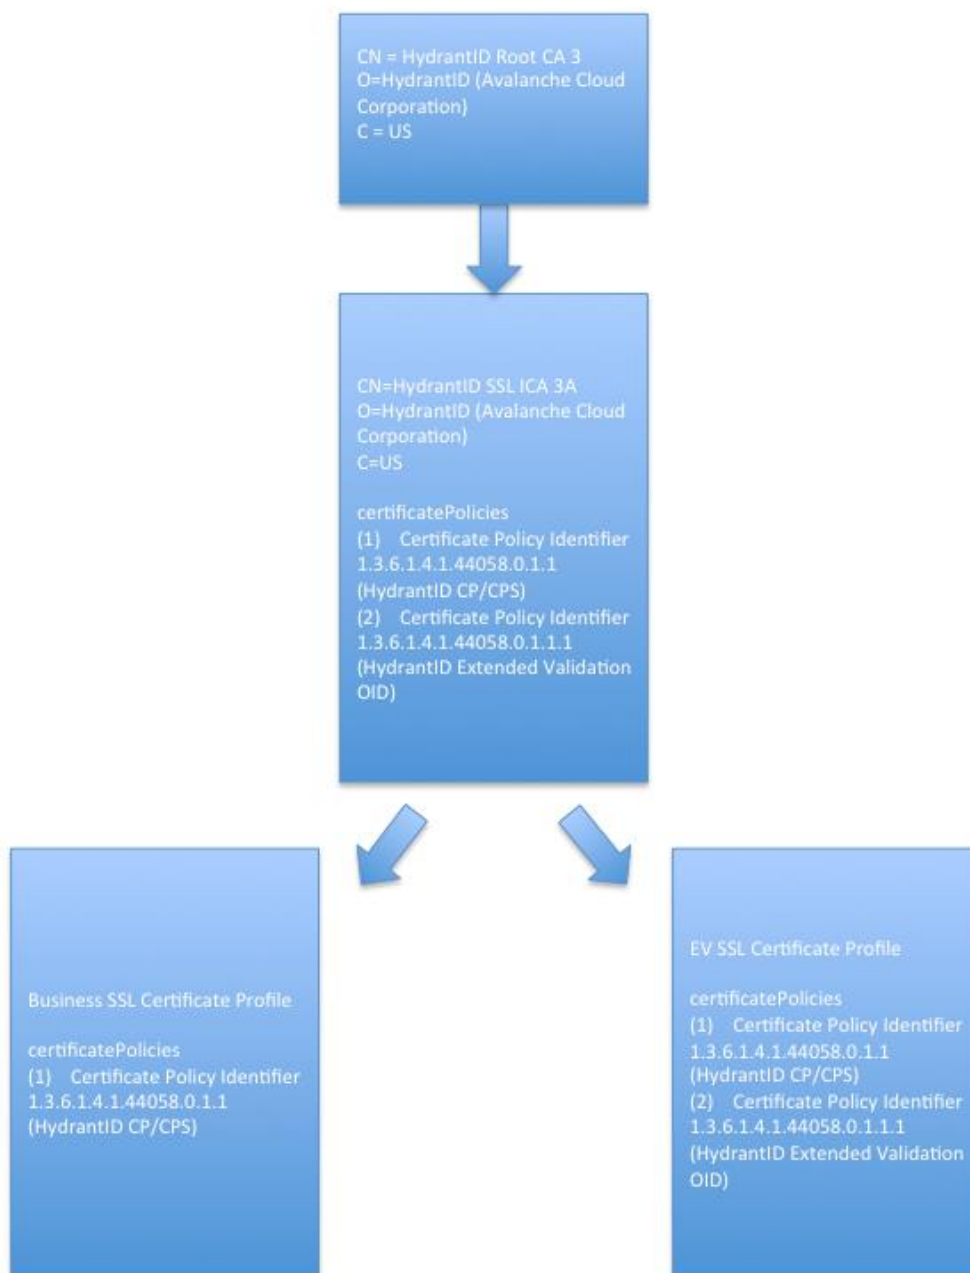 CN = HydrantID Root CA 3
O=HydrantID (Avalanche Cloud
Corporation)
C = US
CN=HydrantID SSL ICA 3A
O=HydrantID (Avalanche Cloud
Corporation)
C=US
certificatePolicies
(1) Certificate Policy Identifier
1.3.6.1.4.1.44058.0.1.1
(HydrantID CP/CPS)
(2) Certificate Policy Identifier
1.3.6.1.4.1.44058.0.1.1.1
(HydrantID Extended Validation
OID)
Business SSL Certificate Profile
certificatePolicies
(1) Certificate Policy Identifier
1.3.6.1.4.1.44058.0.1.1
(HydrantID CP/CPS)
EV SSL Certificate Profile
certificatePolicies
(1) Certificate Policy Identifier
1.3.6.1.4.1.44058.0.1.1
(HydrantID CP/CPS)
(2) Certificate Policy Identifier
1.3.6.1.4.1.44058.0.1.1.1
(HydrantID Extended Validation
OID)